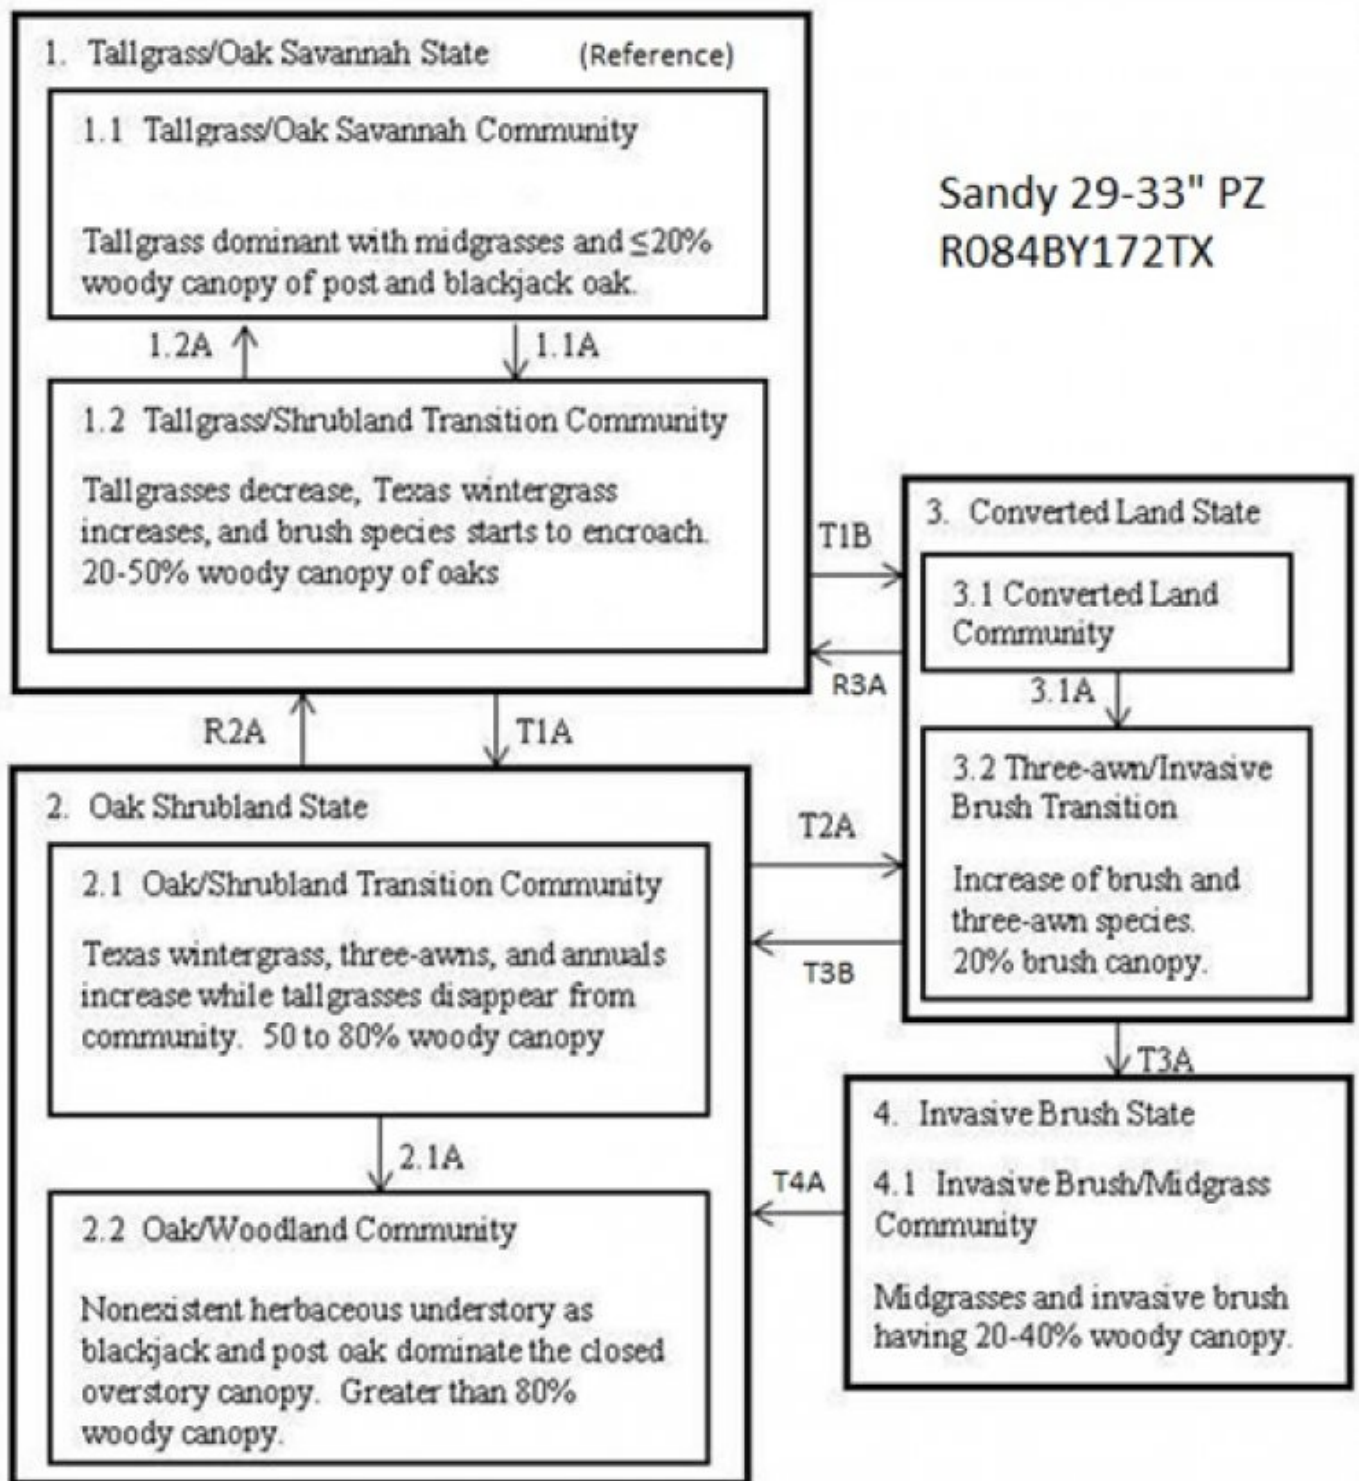 1. Tallgrass/Oak Savannah State (Reference)
1.1 Tallgrass/Oak Savannah Community
Tallgrass dominant with midgrasses and ≤20%
woody canopy of post and blackjack oak.
1.2A
1.1A
1.2 Tallgrass/Shrubland Transition Community
Tallgrasses decrease, Texas wintergrass
increases, and brush species starts to encroach.
20-50% woody canopy of oaks
Sandy 29-33" PZ
R084BY172TX
T1B
R3A
R2A
T1A
3. Converted Land State
3.1 Converted Land
Community
3.1A
3.2 Three-awn/Invasive
Brush Transition
Increase of brush and
three-awn species.
20% brush canopy.
2. Oak Shrubland State
2.1 Oak/Shrubland Transition Community
Texas wintergrass, three-awns, and annuals
increase while tallgrasses disappear from
community. 50 to 80% woody canopy
2.1A
2.2 Oak/Woodland Community
Nonexistent herbaceous understory as
blackjack and post oak dominate the closed
overstory canopy. Greater than 80%
woody canopy.
T2A
T3B
T3A
T4A
4. Invasive Brush State
4.1 Invasive Brush/Midgrass
Community
Midgrasses and invasive brush
having 20-40% woody canopy.